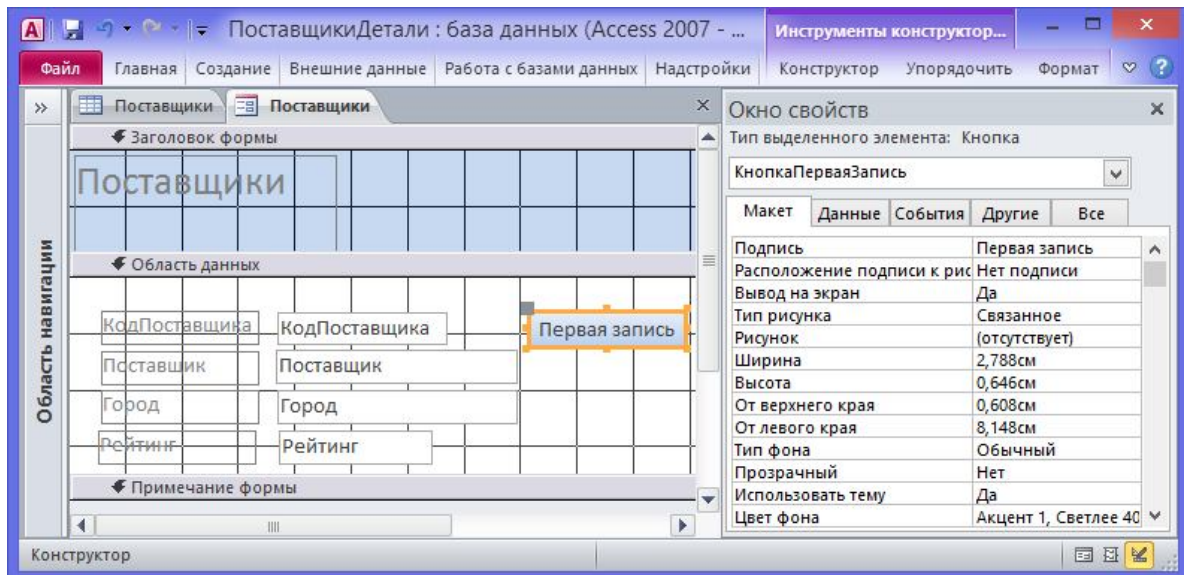 ПоставщикиДетали : база данных (Access 2007 - ...
Инструменты конструктор...
Файл Главная Создание Внешние данные Работа с базами данных Надстройки Конструктор Упорядочить Формат
Поставщики Поставщики
Окно свойств
Тип выделенного элемента: Кнопка
КнопкаПерваяЗапись
Макет Данные События Другие Все
Подпись Первая запись
Расположение подписи к рис Нет подписи
Вывод на экран Да
Тип рисунка Связанное
Рисунок (отсутствует)
Ширина 2,788см
Высота 0,646см
От верхнего края 0,608см
От левого края 8,148см
Тип фона Обычный
Прозрачный Нет
Использовать тему Да
Цвет фона Акцент 1, Светлее 40
Область навигации
Заголовок формы
Поставщики
Область данных
КодПоставщика КодПоставщика Первая запись
Поставщик Поставщик
Город Город
Рейтинг Рейтинг
Примечание формы
Конструктор